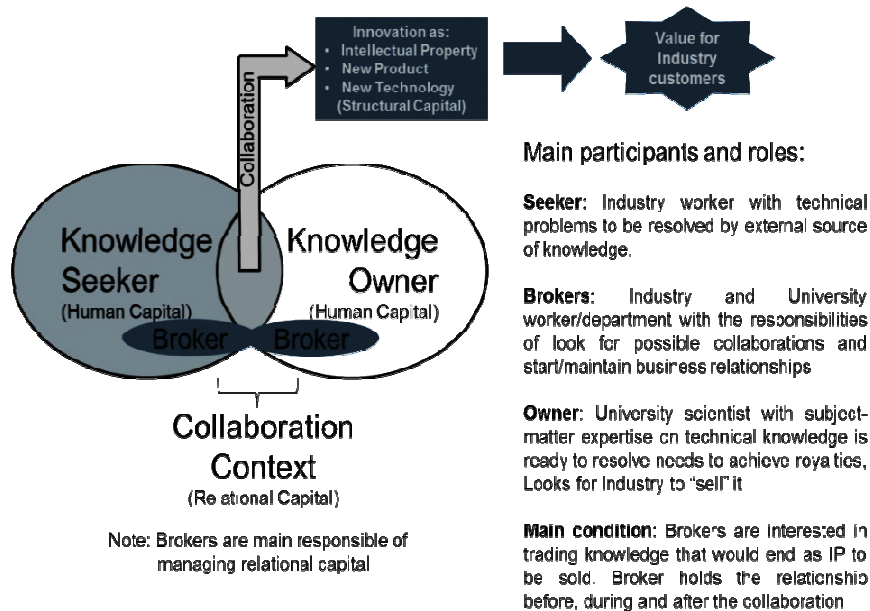 Innovation as:
• Intellectual Property
• New Product
• New Technology
(Structural Capital)
Value for
Industry
customers
Collaboration
Knowledge
Seeker
(Human Capital)
Knowledge
Owner
(Human Capital)
Broker
Broker
Collaboration
Context
(Relational Capital)
Note: Brokers are main responsible of
managing relational capital
Main participants and roles:
Seeker: Industry worker with technical
problems to be resolved by external source
of knowledge.
Brokers: Industry and University
worker/department with the responsibilities
of look for possible collaborations and
start/maintain business relationships
Owner: University scientist with subject-
matter expertise on technical knowledge is
ready to resolve needs to achieve royalties,
Looks for Industry to "sell" it
Main condition: Brokers are interested in
trading knowledge that would end as IP to
be sold. Broker holds the relationship
before, during and after the collaboration